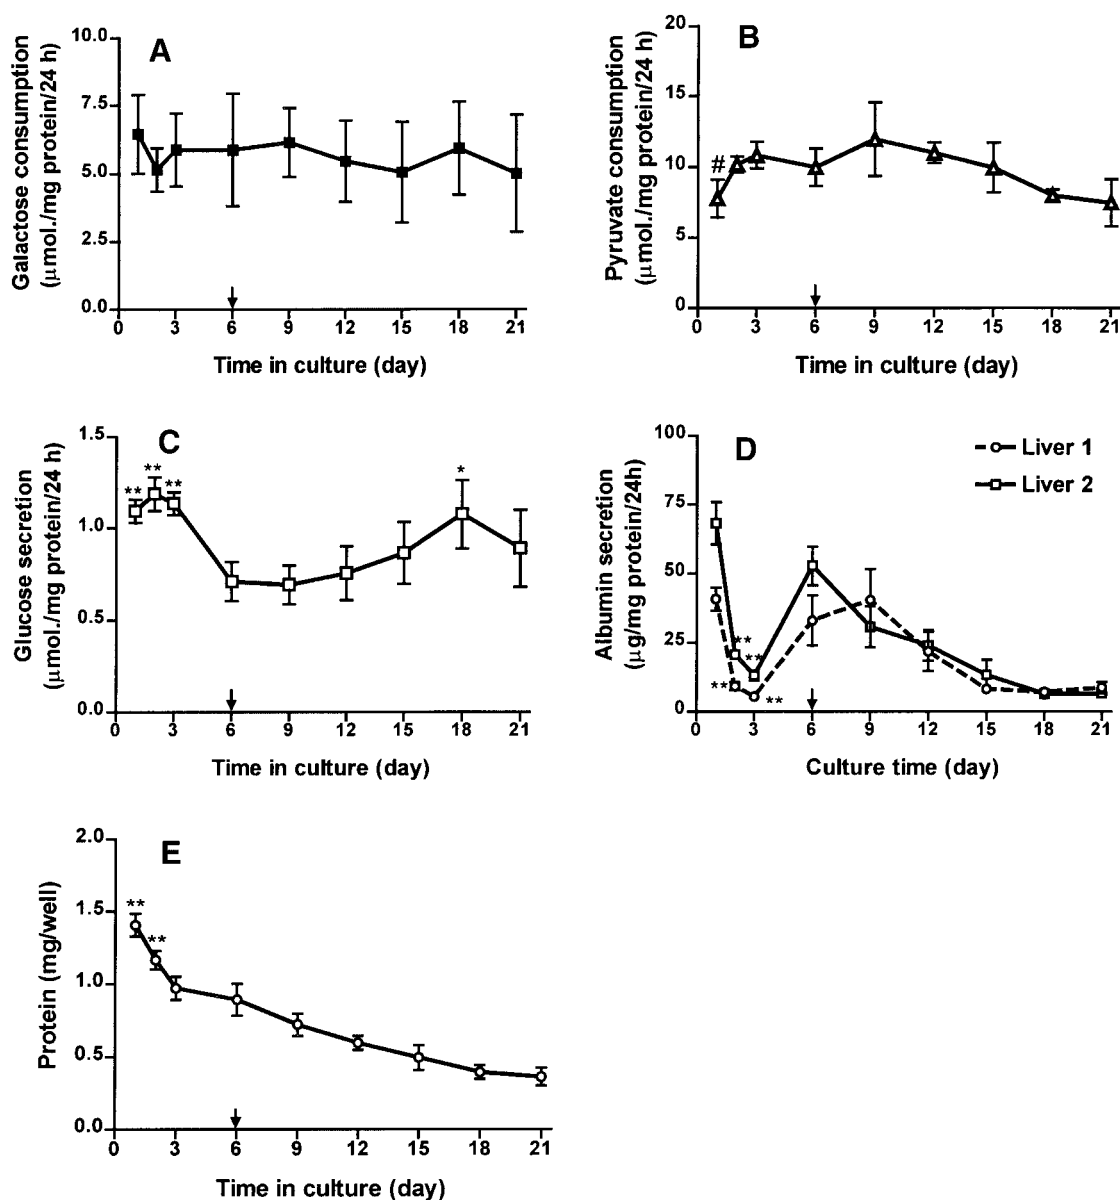 A
Galactose consumption
(μmol./mg protein/24 h)
10.0
7.5
5.0
2.5
0.0
0 3 6 9 12 15 18 21
Time in culture (day)
B
Pyruvate consumption
(μmol./mg protein/24 h)
20
15
10
5
0
#
0 3 6 9 12 15 18 21
Time in culture (day)
C
Glucose secretion
(μmol./mg protein/24 h)
1.5
1.0
0.5
0.0
** ** ** *
0 3 6 9 12 15 18 21
Time in culture (day)
D
Albumin secretion
(μg/mg protein/24h)
100
75
50
25
0
Liver 1
Liver 2
**
**
** **
0 3 6 9 12 15 18 21
Culture time (day)
E
Protein (mg/well)
2.0
1.5
1.0
0.5
0.0
** **
0 3 6 9 12 15 18 21
Time in culture (day)